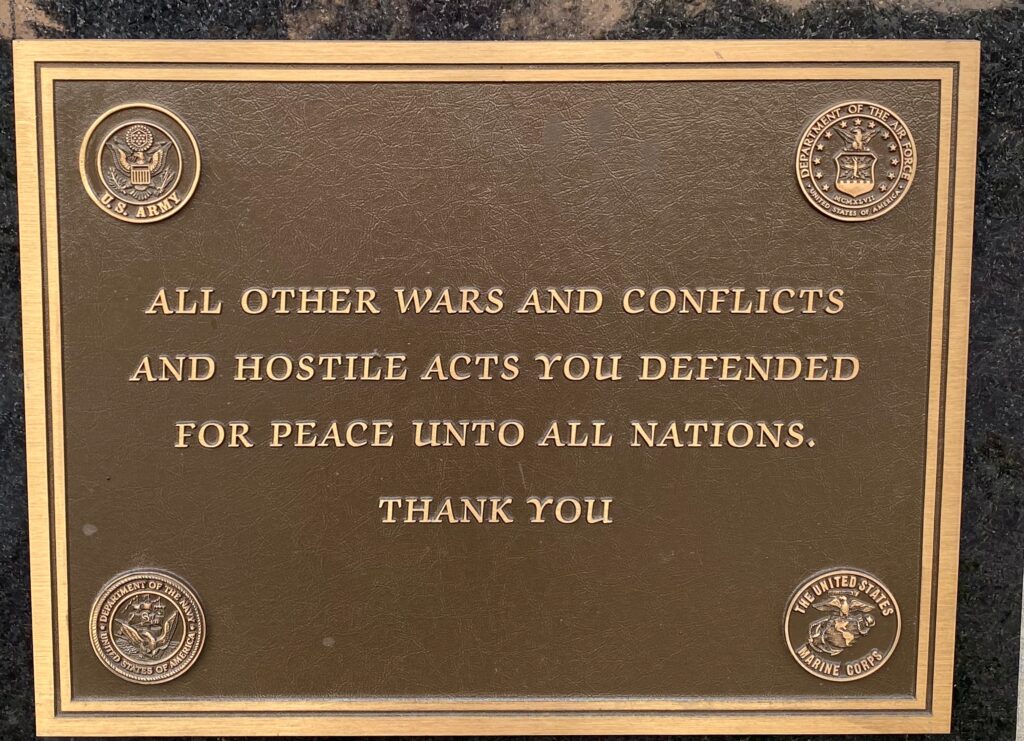 U.S. ARMY
DEPARTMENT OF THE AIR FORCE
MCMXLVII
UNITED STATES OF AMERICA
ALL OTHER WARS AND CONFLICTS
AND HOSTILE ACTS YOU DEFENDED
FOR PEACE UNTO ALL NATIONS.
THANK YOU
DEPARTMENT OF THE NAVY
UNITED STATES OF AMERICA
THE UNITED STATES
MARINE CORPS